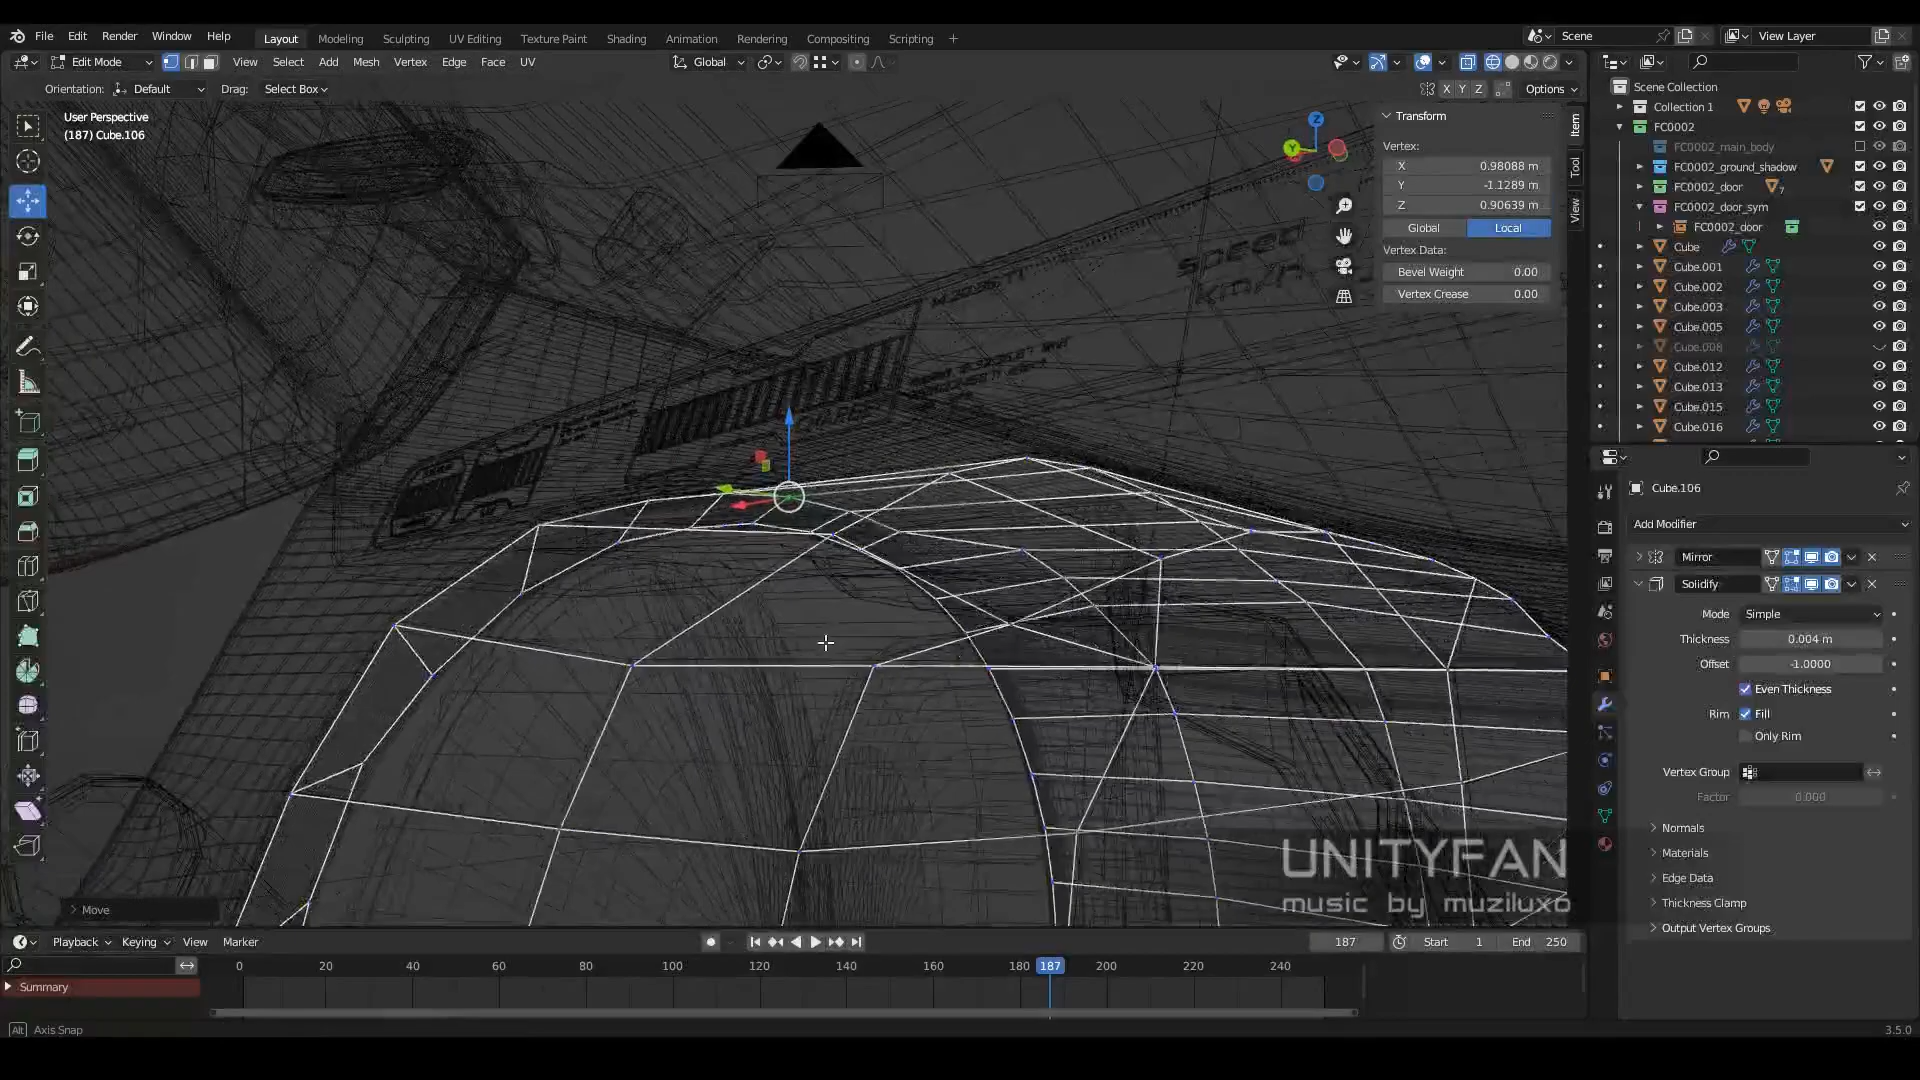 File Edit Render Window Help Layout Modeling Sculpting UV Editing Texture Paint Shading Animation Rendering Compositing Scripting Scene View Layer
Edit Mode View Select Add Mesh Vertex Edge Face UV Global
Orientation: Default Drag: Select Box X Y Z Options
User Perspective
(187) Cube.106
Transform
Vertex:
X 0.98088 m
Y -1.1289 m
Z 0.90639 m
Global Local
Vertex Data:
Bevel Weight 0.00
Vertex Crease 0.00
Item
Tool
View
Z
Y
SPEED
Scene Collection
Collection 1
FC0002
FC0002_main_body
FC0002_ground_shadow
FC0002_door 7
FC0002_door_sym
FC0002_door
Cube
Cube.001
Cube.002
Cube.003
Cube.005
Cube.008
Cube.012
Cube.013
Cube.015
Cube.016
Cube.106
Add Modifier
Mirror
Solidify
Mode Simple
Thickness 0.004 m
Offset -1.0000
Even Thickness
Rim Fill
Only Rim
Vertex Group
Factor 0.000
Normals
Materials
Edge Data
Thickness Clamp
Output Vertex Groups
UNITYFAN
music by muziluxo
Move
Playback Keying View Marker 187 Start 1 End 250
0 20 40 60 80 100 120 140 160 180 187 200 220 240
Summary
Alt Axis Snap 3.5.0